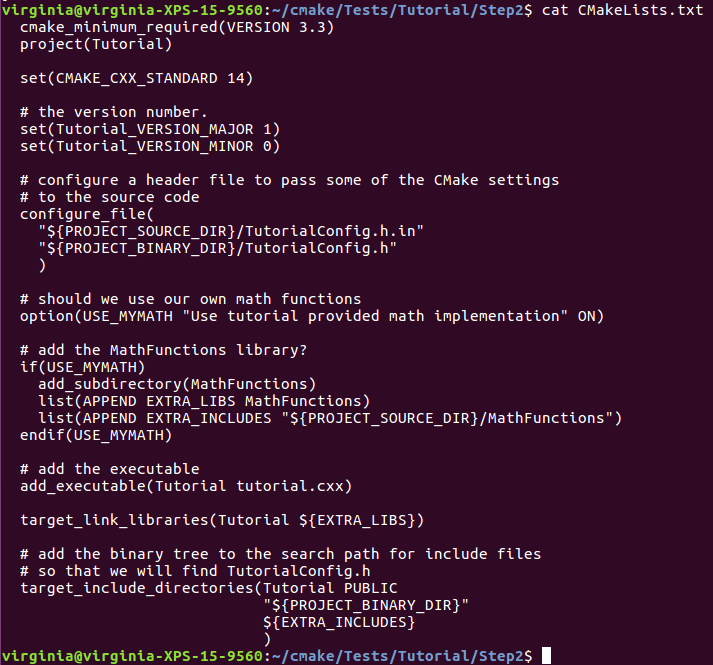 virginia@virginia-XPS-15-9560:~/cmake/Tests/Tutorial/Step2$ cat CMakeLists.txt
cmake_minimum_required(VERSION 3.3)
project(Tutorial)

set(CMAKE_CXX_STANDARD 14)

# the version number.
set(Tutorial_VERSION_MAJOR 1)
set(Tutorial_VERSION_MINOR 0)

# configure a header file to pass some of the CMake settings
# to the source code
configure_file(
  "${PROJECT_SOURCE_DIR}/TutorialConfig.h.in"
  "${PROJECT_BINARY_DIR}/TutorialConfig.h"
  )

# should we use our own math functions
option(USE_MYMATH "Use tutorial provided math implementation" ON)

# add the MathFunctions library?
if(USE_MYMATH)
  add_subdirectory(MathFunctions)
  list(APPEND EXTRA_LIBS MathFunctions)
  list(APPEND EXTRA_INCLUDES "${PROJECT_SOURCE_DIR}/MathFunctions")
endif(USE_MYMATH)

# add the executable
add_executable(Tutorial tutorial.cxx)

target_link_libraries(Tutorial ${EXTRA_LIBS})

# add the binary tree to the search path for include files
# so that we will find TutorialConfig.h
target_include_directories(Tutorial PUBLIC
                           "${PROJECT_BINARY_DIR}"
                           ${EXTRA_INCLUDES}
                           )
virginia@virginia-XPS-15-9560:~/cmake/Tests/Tutorial/Step2$